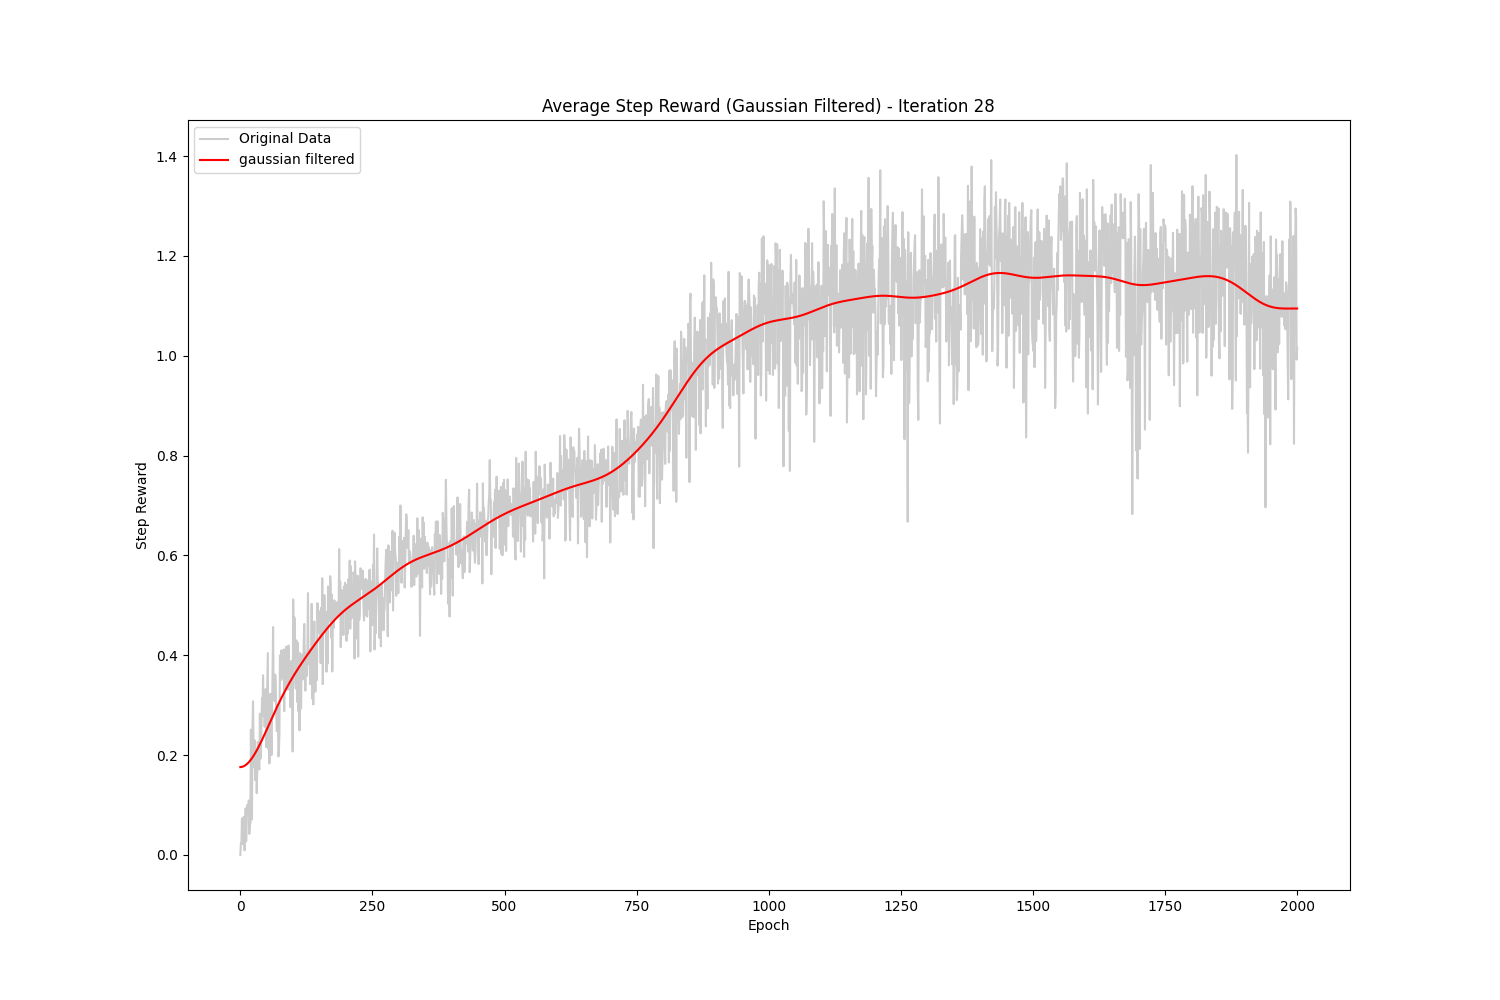 Average Step Reward (Gaussian Filtered) - Iteration 28
Original Data
gaussian filtered
1.4
1.2
1.0
0.8
0.6
0.4
0.2
0.0
Step Reward
0 250 500 750 1000 1250 1500 1750 2000
Epoch